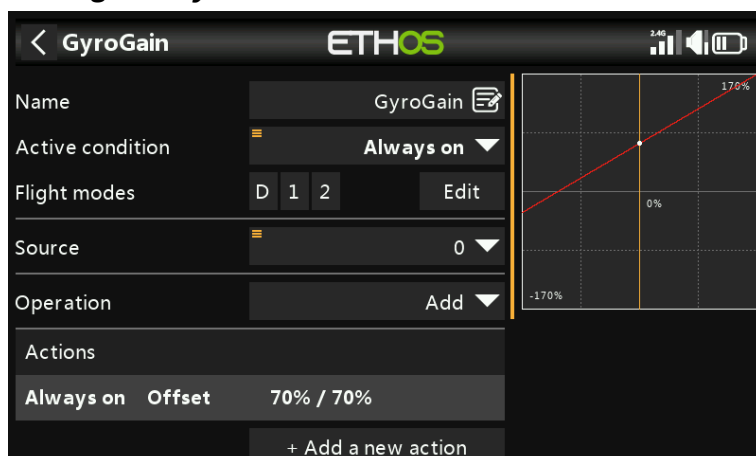 GyroGain ETHOS 2.4G
Name GyroGain
Active condition Always on
Flight modes D 1 2 Edit
Source 0
Operation Add
Actions
Always on Offset 70% / 70%
+ Add a new action
170%
0%
-170%